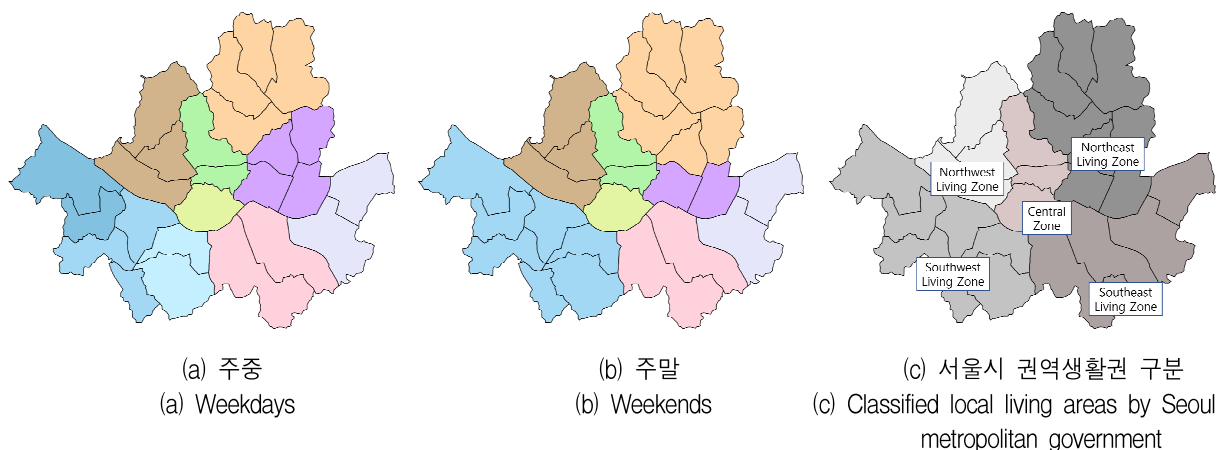 Northeast
Living Zone
Northwest
Living Zone
Central
Zone
Southwest
Living Zone
Southeast
Living Zone
(a) 주중
(a) Weekdays
(b) 주말
(b) Weekends
(c) 서울시 권역생활권 구분
(c) Classified local living areas by Seoul
metropolitan government